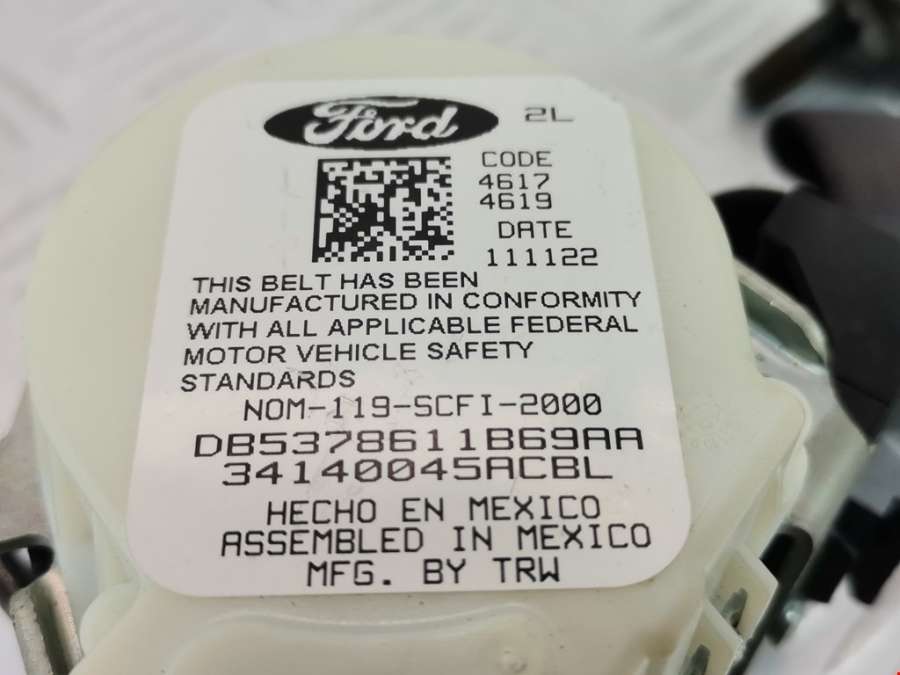 Ford
2L
CODE
4617
4619
DATE
111122
THIS BELT HAS BEEN
MANUFACTURED IN CONFORMITY
WITH ALL APPLICABLE FEDERAL
MOTOR VEHICLE SAFETY
STANDARDS
NOM-119-SCFI-2000
DB5378611B69AA
34140045ACBL
HECHO EN MEXICO
ASSEMBLED IN MEXICO
MFG. BY TRW